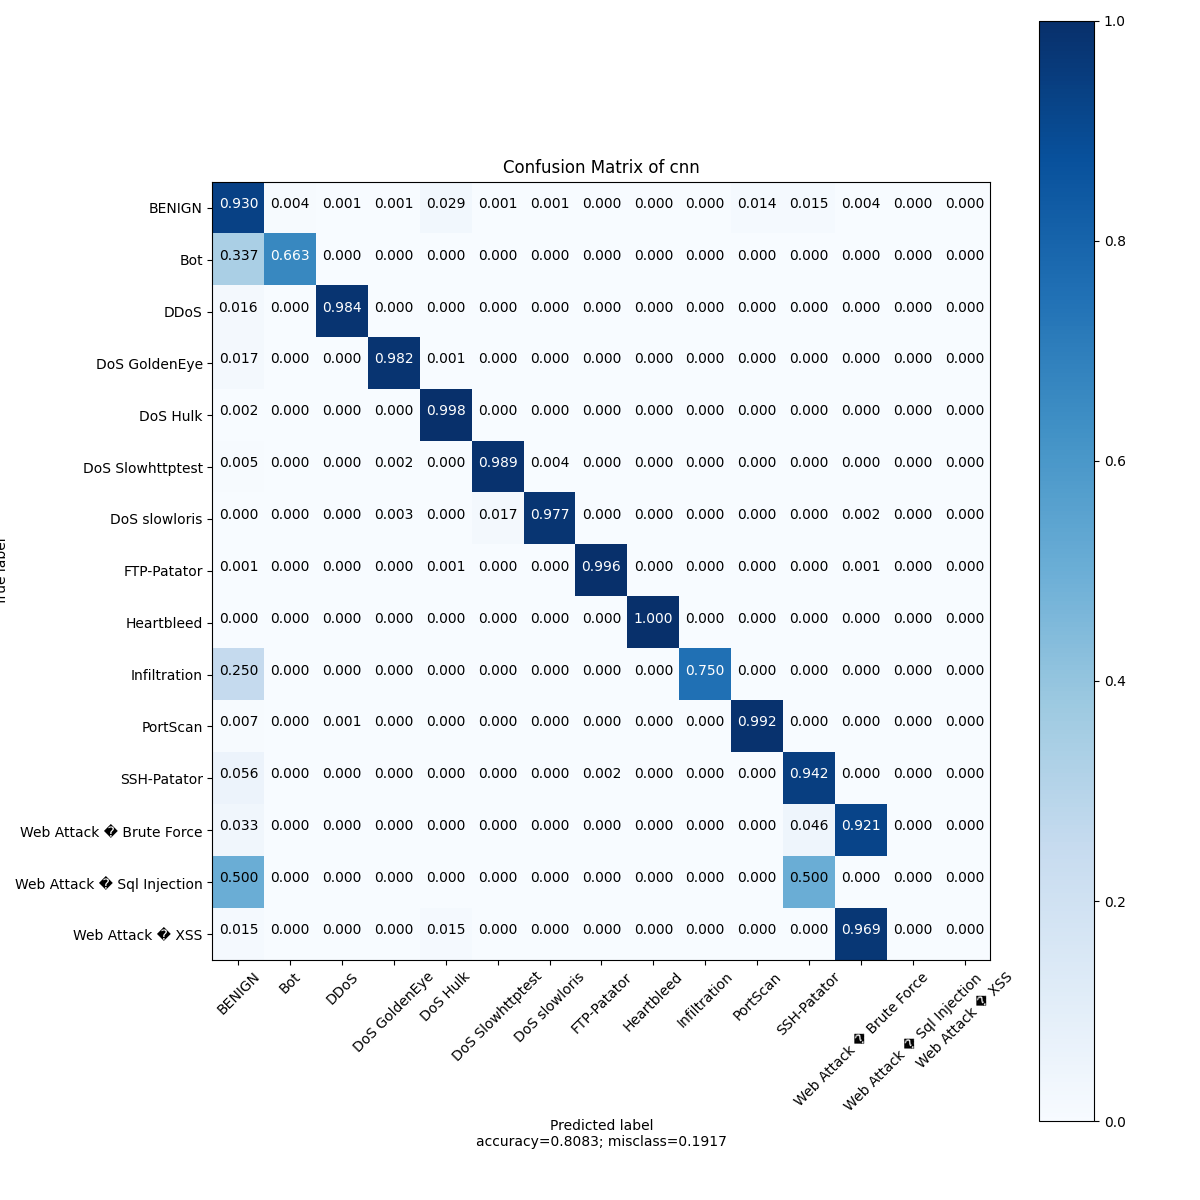 Confusion Matrix of cnn
BENIGN 0.930 0.004 0.001 0.001 0.029 0.001 0.001 0.000 0.000 0.000 0.014 0.015 0.004 0.000 0.000
Bot 0.337 0.663 0.000 0.000 0.000 0.000 0.000 0.000 0.000 0.000 0.000 0.000 0.000 0.000 0.000
DDoS 0.016 0.000 0.984 0.000 0.000 0.000 0.000 0.000 0.000 0.000 0.000 0.000 0.000 0.000 0.000
DoS GoldenEye 0.017 0.000 0.000 0.982 0.001 0.000 0.000 0.000 0.000 0.000 0.000 0.000 0.000 0.000 0.000
DoS Hulk 0.002 0.000 0.000 0.000 0.998 0.000 0.000 0.000 0.000 0.000 0.000 0.000 0.000 0.000 0.000
DoS Slowhttptest 0.005 0.000 0.000 0.002 0.000 0.989 0.004 0.000 0.000 0.000 0.000 0.000 0.000 0.000 0.000
DoS slowloris 0.000 0.000 0.000 0.003 0.000 0.017 0.977 0.000 0.000 0.000 0.000 0.000 0.002 0.000 0.000
FTP-Patator 0.001 0.000 0.000 0.000 0.001 0.000 0.000 0.996 0.000 0.000 0.000 0.000 0.001 0.000 0.000
Heartbleed 0.000 0.000 0.000 0.000 0.000 0.000 0.000 0.000 1.000 0.000 0.000 0.000 0.000 0.000 0.000
Infiltration 0.250 0.000 0.000 0.000 0.000 0.000 0.000 0.000 0.000 0.750 0.000 0.000 0.000 0.000 0.000
PortScan 0.007 0.000 0.001 0.000 0.000 0.000 0.000 0.000 0.000 0.000 0.992 0.000 0.000 0.000 0.000
SSH-Patator 0.056 0.000 0.000 0.000 0.000 0.000 0.000 0.002 0.000 0.000 0.000 0.942 0.000 0.000 0.000
Web Attack � Brute Force 0.033 0.000 0.000 0.000 0.000 0.000 0.000 0.000 0.000 0.000 0.000 0.046 0.921 0.000 0.000
Web Attack � Sql Injection 0.500 0.000 0.000 0.000 0.000 0.000 0.000 0.000 0.000 0.000 0.000 0.500 0.000 0.000 0.000
Web Attack � XSS 0.015 0.000 0.000 0.000 0.015 0.000 0.000 0.000 0.000 0.000 0.000 0.000 0.969 0.000 0.000
True label
BENIGN
Bot
DDoS
DoS GoldenEye
DoS Hulk
DoS Slowhttptest
DoS slowloris
FTP-Patator
Heartbleed
Infiltration
PortScan
SSH-Patator
Web Attack � Brute Force
Web Attack � Sql Injection
Web Attack � XSS
Predicted label
accuracy=0.8083; misclass=0.1917
1.0
0.8
0.6
0.4
0.2
0.0